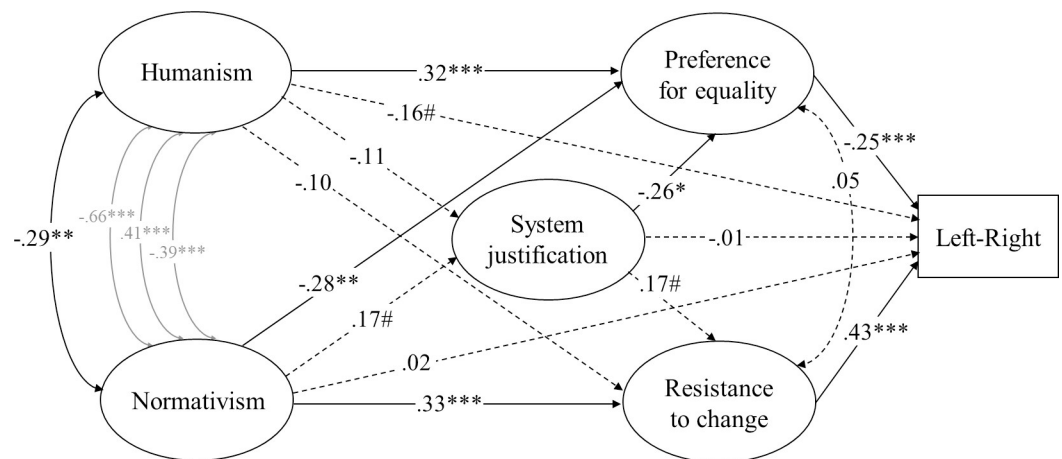 Humanism
Preference
for equality
.32***
-.16#
-.11
-.10
-.25***
.05
-.26*
-.66***
.41***
-.39***
-.29**
System
justification
-.01
Left-Right
-.28**
.17#
.17#
.02
.43***
Normativism
.33***
Resistance
to change